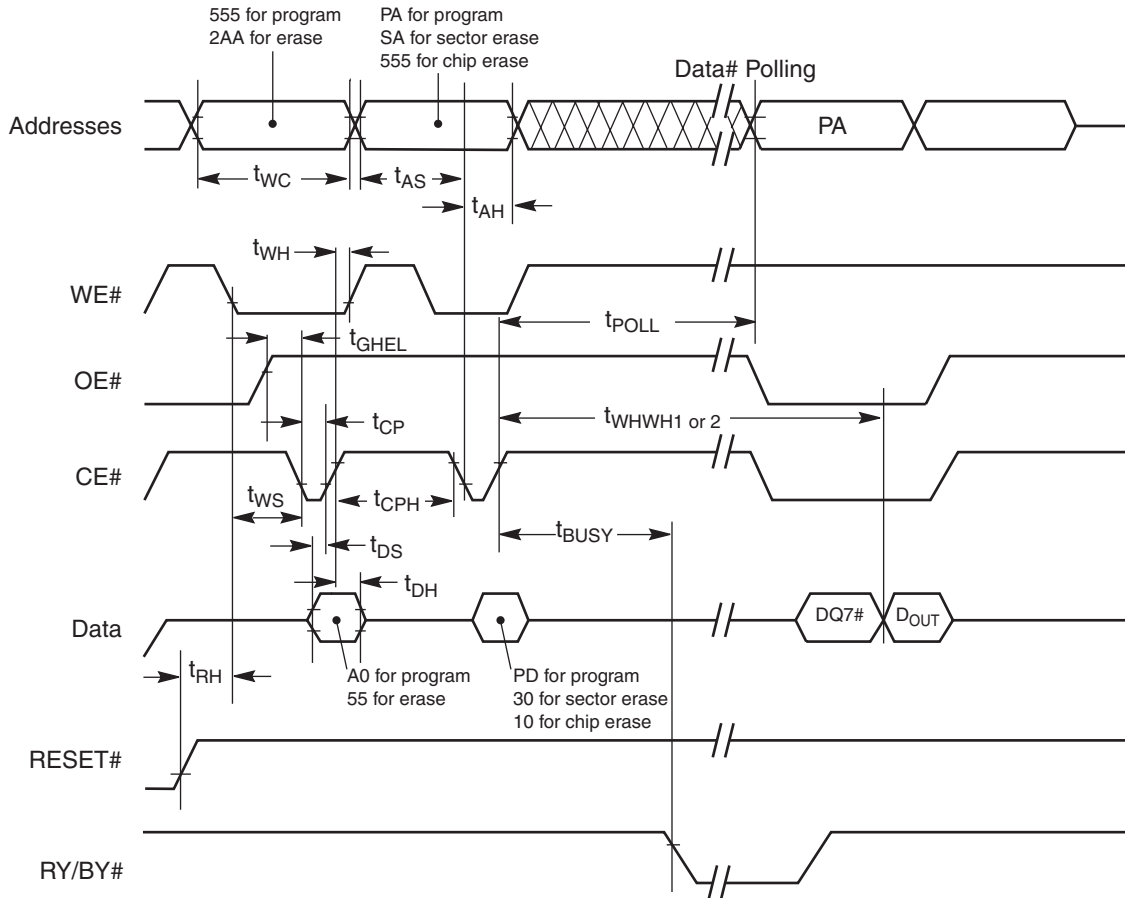 555 for program
2AA for erase
PA for program
SA for sector erase
555 for chip erase
Data# Polling
Addresses
PA
tWC
tAS
tAH
tWH
WE#
tPOLL
tGHEL
OE#
tWHWH1 or 2
tCP
CE#
tWS
tCPH
tBUSY
tDS
tDH
Data
DQ7#
DOUT
tRH
A0 for program
55 for erase
PD for program
30 for sector erase
10 for chip erase
RESET#
RY/BY#